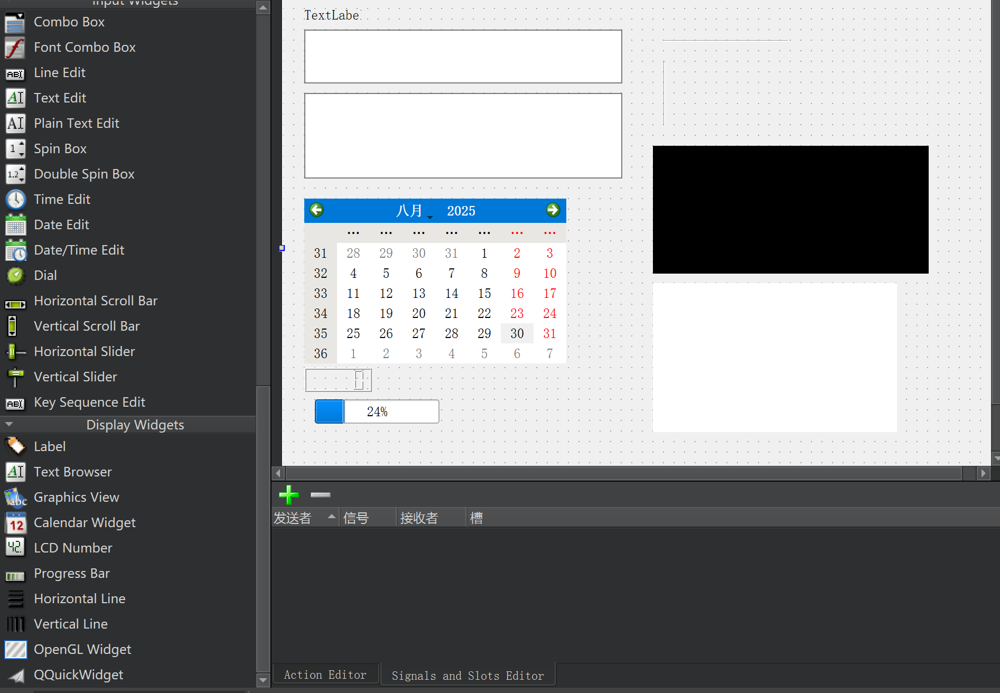 Input Widgets
Combo Box
Font Combo Box
Line Edit
Text Edit
Plain Text Edit
Spin Box
Double Spin Box
Time Edit
Date Edit
Date/Time Edit
Dial
Horizontal Scroll Bar
Vertical Scroll Bar
Horizontal Slider
Vertical Slider
Key Sequence Edit
Display Widgets
Label
Text Browser
Graphics View
Calendar Widget
LCD Number
Progress Bar
Horizontal Line
Vertical Line
OpenGL Widget
QQuickWidget
TextLabel
八月 2025
... ... ... ... ... ... ...
31 28 29 30 31 1 2 3
32 4 5 6 7 8 9 10
33 11 12 13 14 15 16 17
34 18 19 20 21 22 23 24
35 25 26 27 28 29 30 31
36 1 2 3 4 5 6 7
0
24%
发送者 信号 接收者 槽
Action Editor Signals and Slots Editor